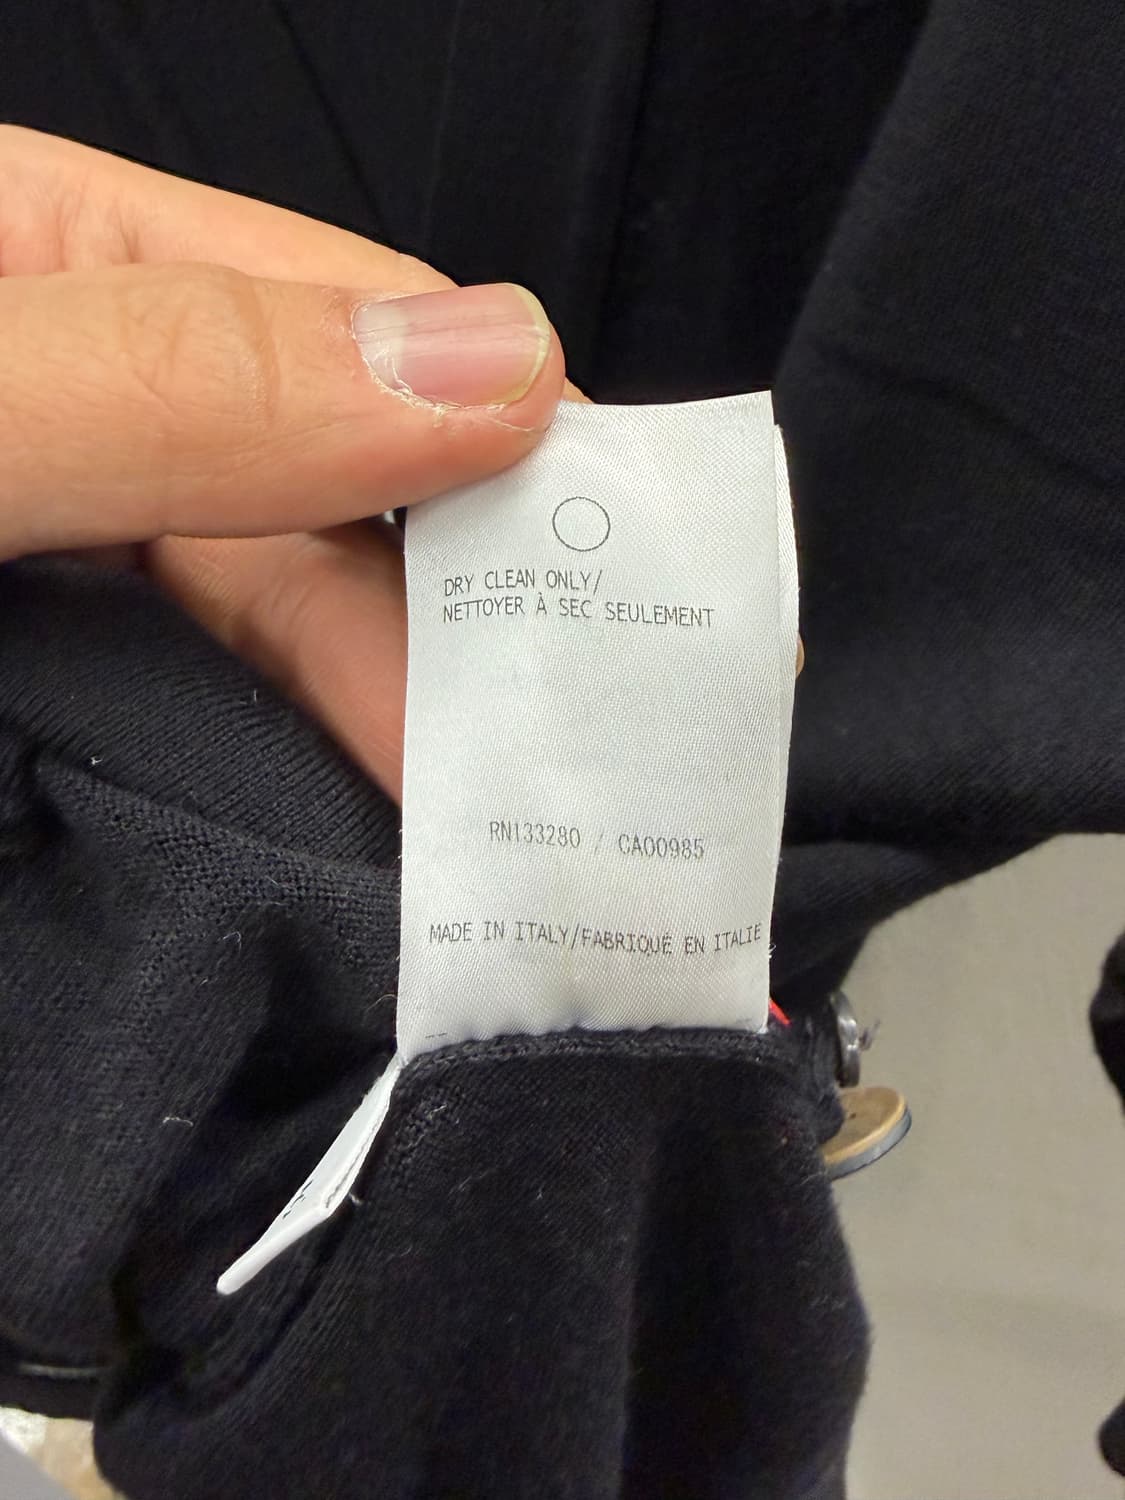 DRY CLEAN ONLY/
NETTOYER À SEC SEULEMENT
RN133280 / CA00985
MADE IN ITALY/FABRIQUÉ EN ITALIE